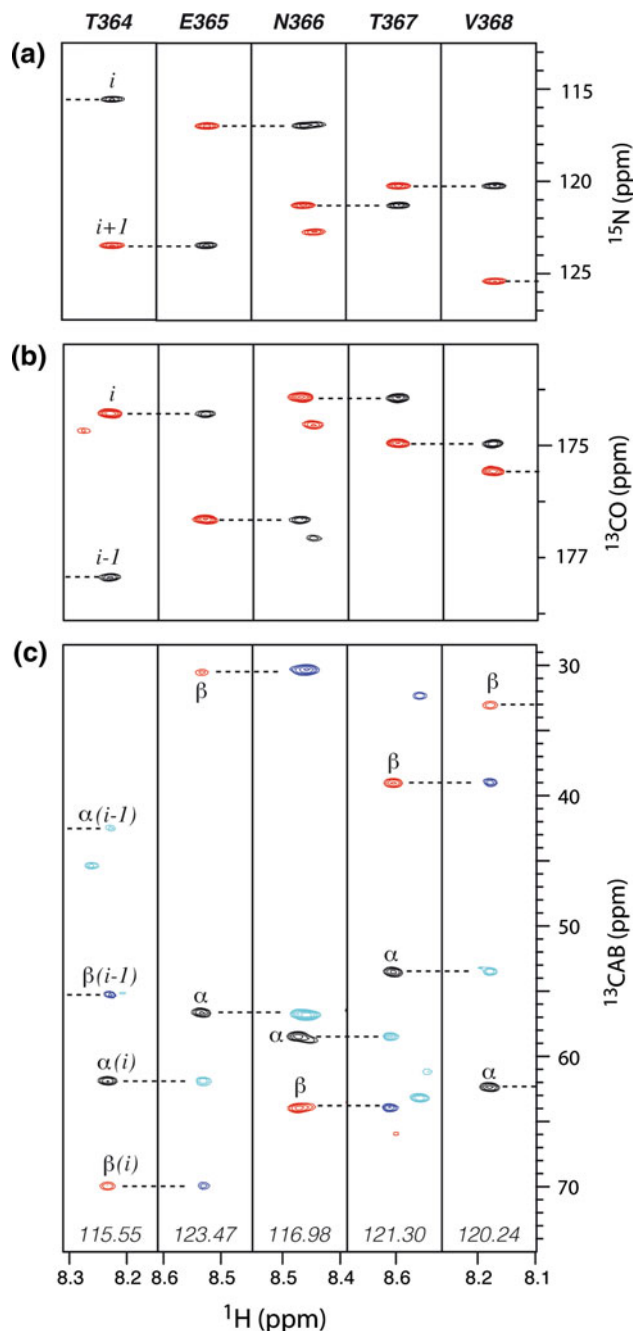 T364 E365 N366 T367 V368
(a)
i
i+1
115
120
125
15N (ppm)
(b)
i
i-1
175
177
13CO (ppm)
(c)
β
β
β
α(i-1)
β(i-1)
α
α
α
α(i)
β
α
β(i)
30
40
50
60
70
13CAB (ppm)
115.55 123.47 116.98 121.30 120.24
8.3 8.2 8.6 8.5 8.5 8.4 8.6 8.2 8.1
1H (ppm)